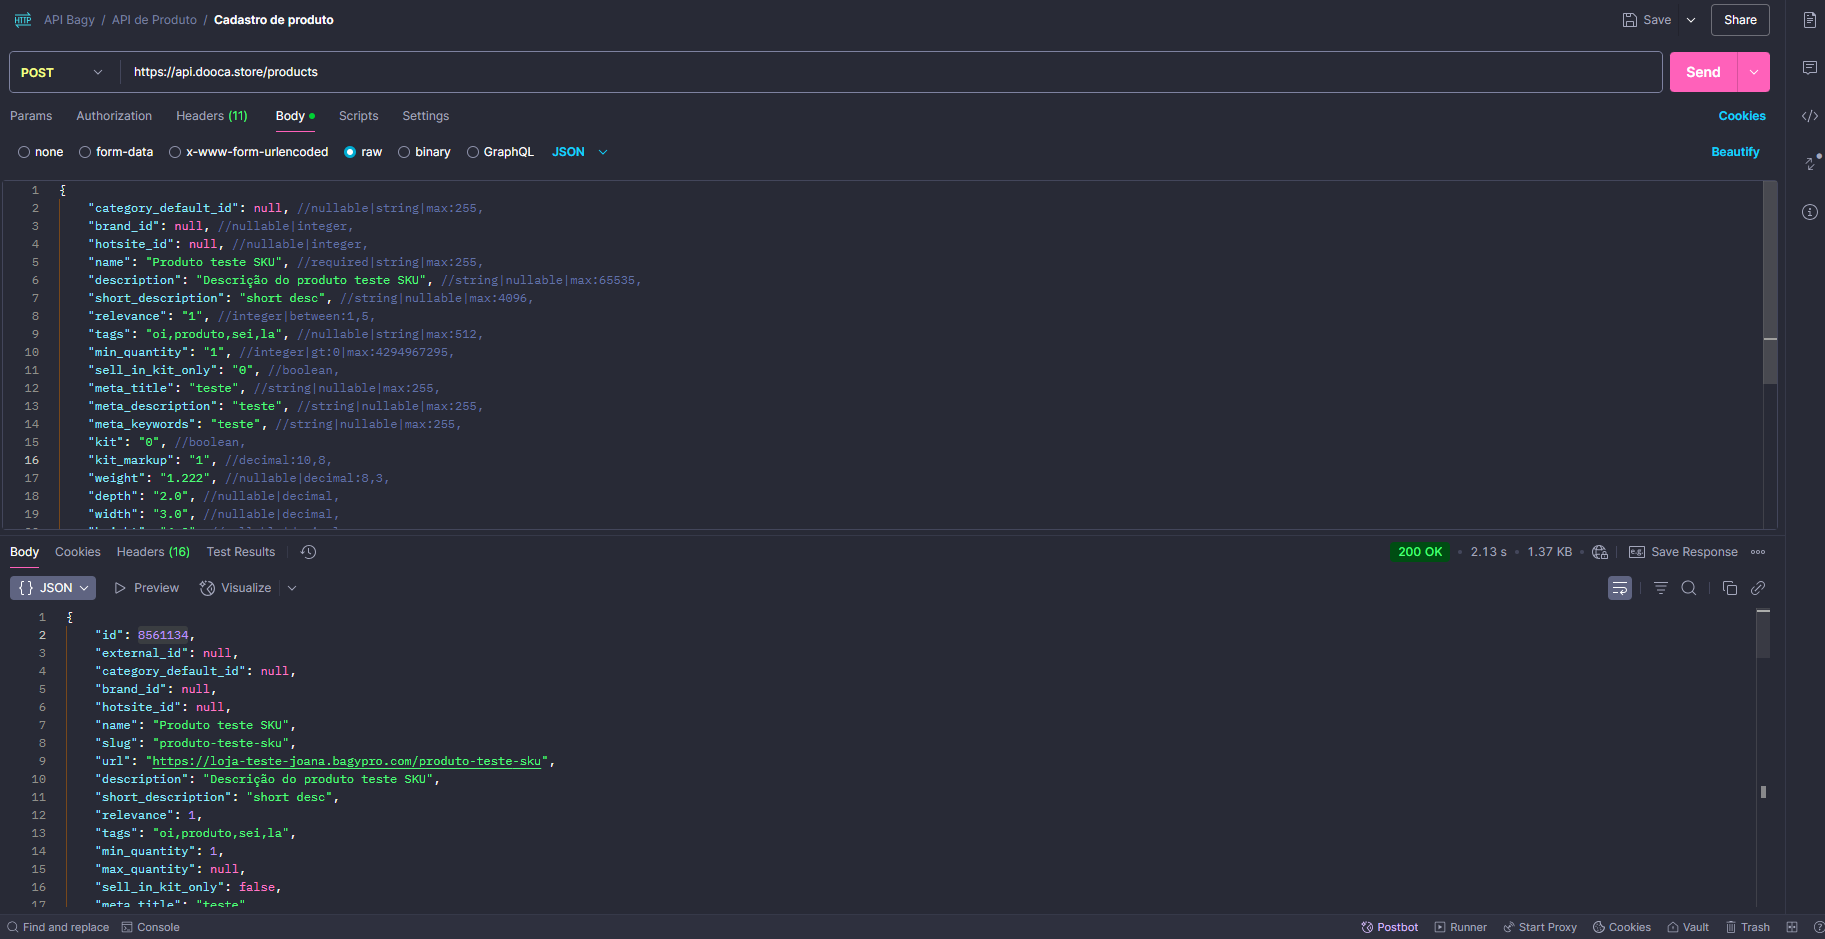 API Bagy / API de Produto / Cadastro de produto Save Share
POST https://api.dooca.store/products Send
Params Authorization Headers (11) Body Scripts Settings Cookies
none form-data x-www-form-urlencoded raw binary GraphQL JSON Beautify
1 {
2 "category_default_id": null, //nullable|string|max:255,
3 "brand_id": null, //nullable|integer,
4 "hotsite_id": null, //nullable|integer,
5 "name": "Produto teste SKU", //required|string|max:255,
6 "description": "Descrição do produto teste SKU", //string|nullable|max:65535,
7 "short_description": "short desc", //string|nullable|max:4096,
8 "relevance": "1", //integer|between:1,5,
9 "tags": "oi,produto,sei,la", //nullable|string|max:512,
10 "min_quantity": "1", //integer|gt:0|max:4294967295,
11 "sell_in_kit_only": "0", //boolean,
12 "meta_title": "teste", //string|nullable|max:255,
13 "meta_description": "teste", //string|nullable|max:255,
14 "meta_keywords": "teste", //string|nullable|max:255,
15 "kit": "0", //boolean,
16 "kit_markup": "1", //decimal:10,8,
17 "weight": "1.222", //nullable|decimal:8,3,
18 "depth": "2.0", //nullable|decimal,
19 "width": "3.0", //nullable|decimal,
Body Cookies Headers (16) Test Results 200 OK • 2.13 s • 1.37 KB • e.g. Save Response
{} JSON Preview Visualize
1 {
2 "id": 8561134,
3 "external_id": null,
4 "category_default_id": null,
5 "brand_id": null,
6 "hotsite_id": null,
7 "name": "Produto teste SKU",
8 "slug": "produto-teste-sku",
9 "url": "https://loja-teste-joana.bagypro.com/produto-teste-sku",
10 "description": "Descrição do produto teste SKU",
11 "short_description": "short desc",
12 "relevance": 1,
13 "tags": "oi,produto,sei,la",
14 "min_quantity": 1,
15 "max_quantity": null,
16 "sell_in_kit_only": false,
17 "meta_title": "teste"
Find and replace Console Postbot Runner Start Proxy Cookies Vault Trash